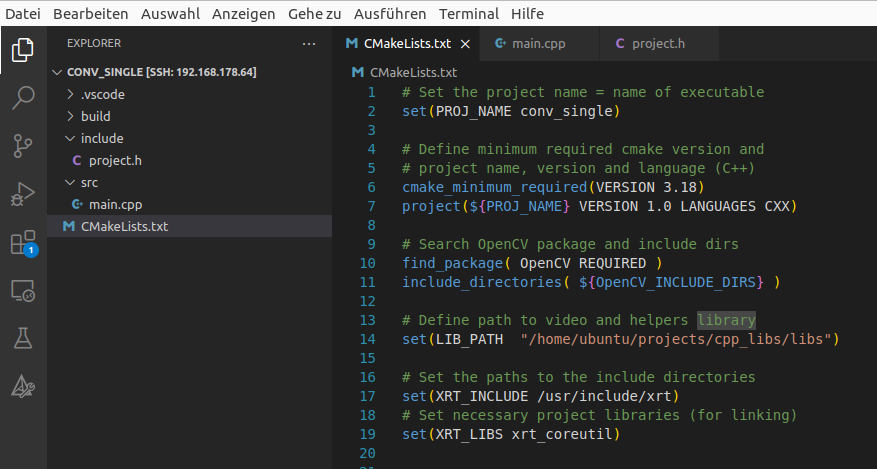 Datei Bearbeiten Auswahl Anzeigen Gehe zu Ausführen Terminal Hilfe
EXPLORER ...
CONV_SINGLE [SSH: 192.168.178.64]
.vscode
build
include
project.h
src
main.cpp
CMakeLists.txt
1
CMakeLists.txt main.cpp project.h
CMakeLists.txt
1 # Set the project name = name of executable
2 set(PROJ_NAME conv_single)
3
4 # Define minimum required cmake version and
5 # project name, version and language (C++)
6 cmake_minimum_required(VERSION 3.18)
7 project(${PROJ_NAME} VERSION 1.0 LANGUAGES CXX)
8
9 # Search OpenCV package and include dirs
10 find_package( OpenCV REQUIRED )
11 include_directories( ${OpenCV_INCLUDE_DIRS} )
12
13 # Define path to video and helpers library
14 set(LIB_PATH  "/home/ubuntu/projects/cpp_libs/libs")
15
16 # Set the paths to the include directories
17 set(XRT_INCLUDE /usr/include/xrt)
18 # Set necessary project libraries (for linking)
19 set(XRT_LIBS xrt_coreutil)
20